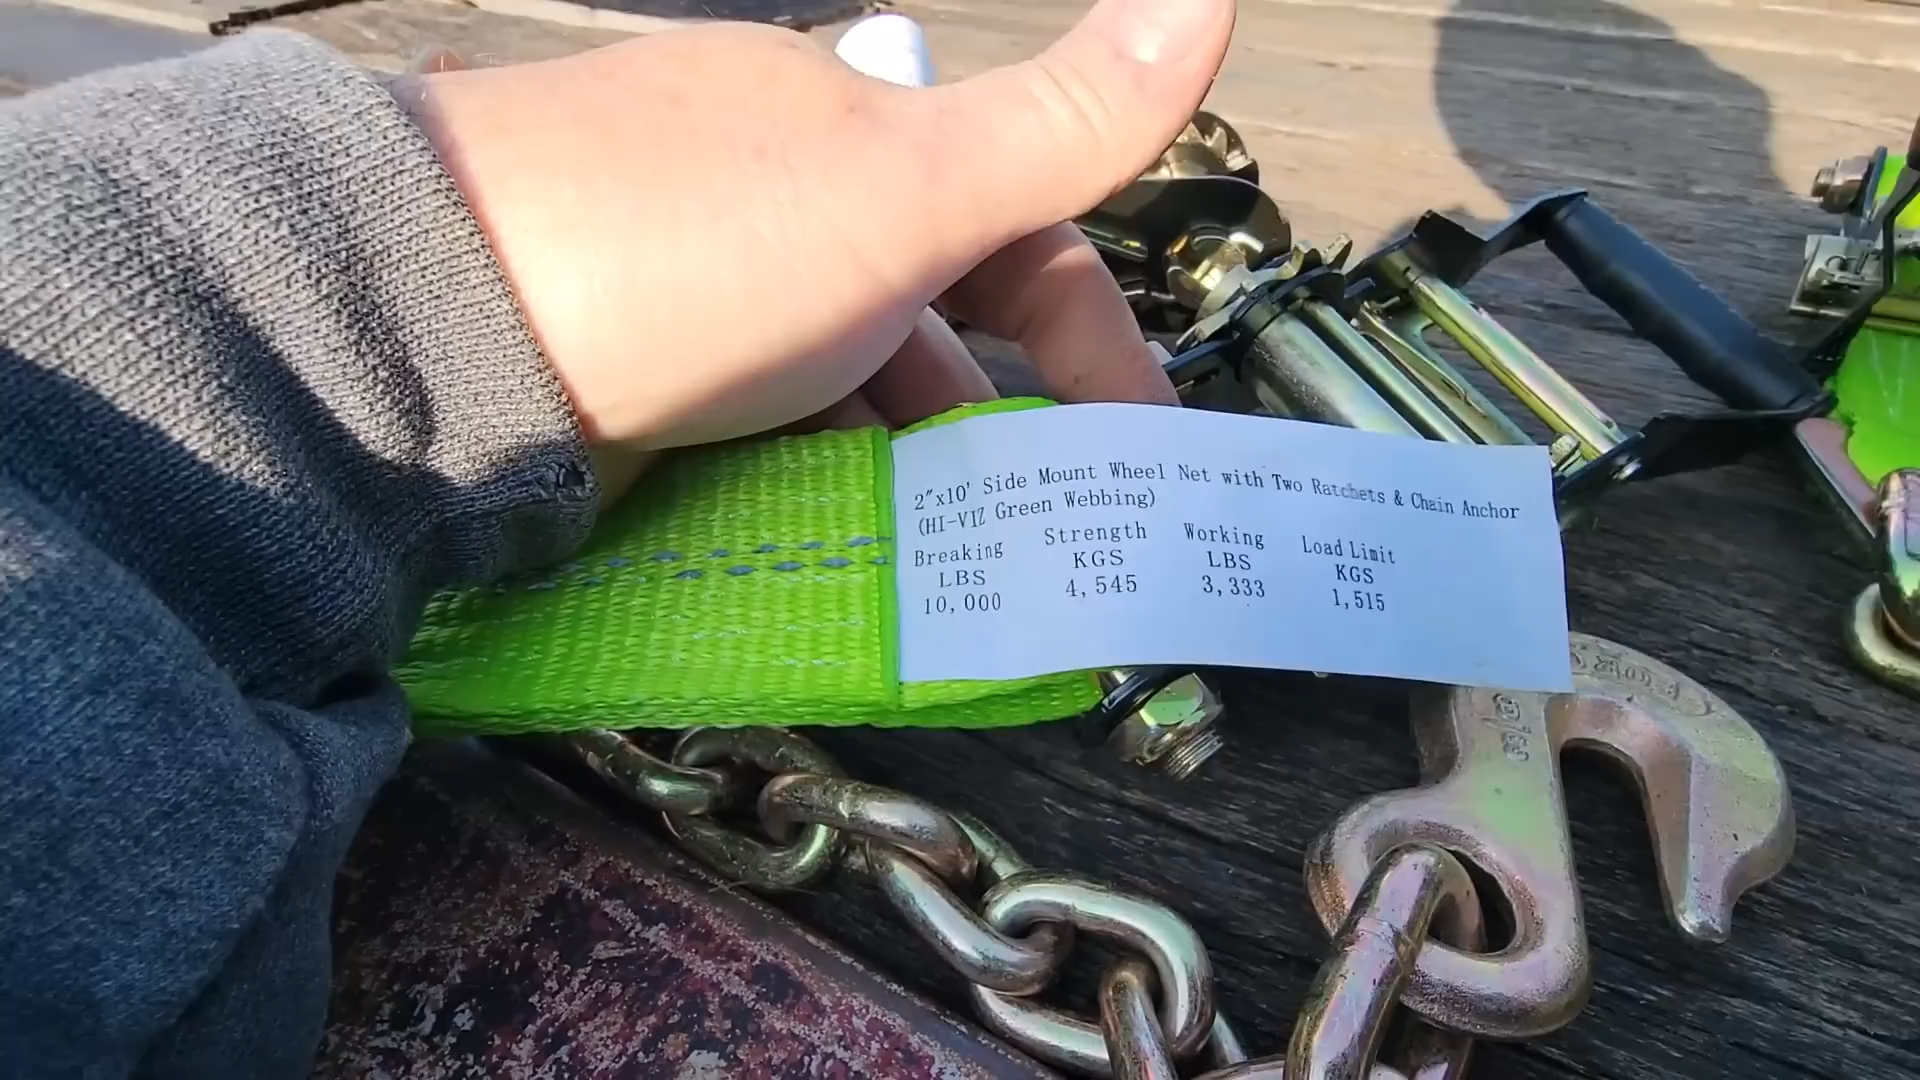 2"x10' Side Mount Wheel Net with Two Ratchets & Chain Anchor
(HI-VIZ Green Webbing)
Breaking Strength Working Load Limit
LBS KGS LBS KGS
10,000 4,545 3,333 1,515